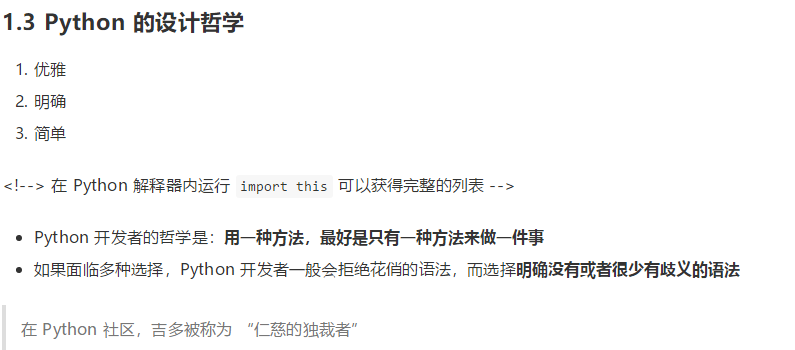 1.3 Python 的设计哲学
1. 优雅
2. 明确
3. 简单
<!--> 在 Python 解释器内运行 import this 可以获得完整的列表 -->
• Python 开发者的哲学是：用一种方法，最好是只有一种方法来做一件事
• 如果面临多种选择，Python 开发者一般会拒绝花俏的语法，而选择明确没有或者很少有歧义的语法
在 Python 社区，吉多被称为 “仁慈的独裁者”